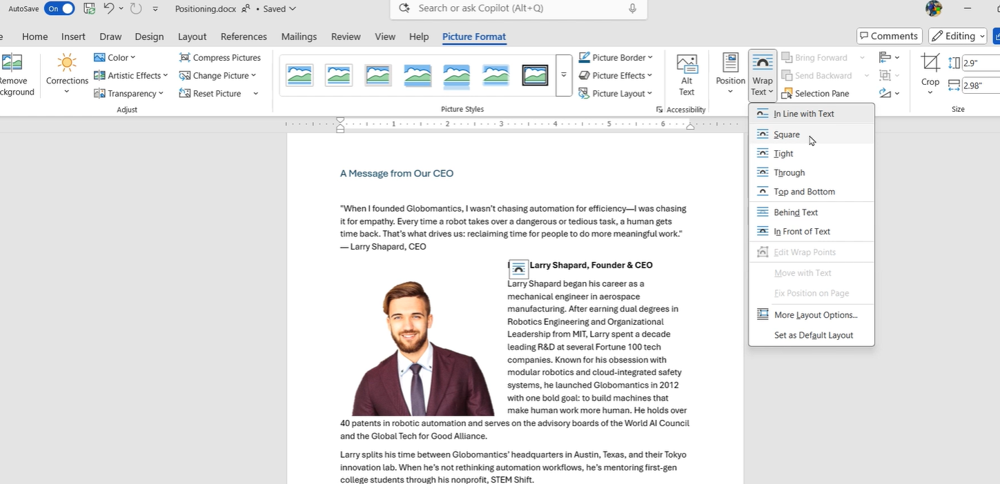 AutoSave On Positioning.docx • Saved Search or ask Copilot (Alt+Q)
Home Insert Draw Design Layout References Mailings Review View Help Picture Format Comments Editing
Color Compress Pictures Picture Border Bring Forward 2.9"
Remove Corrections Artistic Effects Change Picture Picture Effects Alt Position Wrap Send Backward Crop
Transparency Reset Picture Picture Layout Text Text Selection Pane 2.98"
Adjust Picture Styles Accessibility Size
1 2 3 4 5 6
In Line with Text
Square
Tight
Through
Top and Bottom
Behind Text
In Front of Text
Edit Wrap Points
Move with Text
Fix Position on Page
More Layout Options...
Set as Default Layout
A Message from Our CEO
"When I founded Globomantics, I wasn't chasing automation for efficiency—I was chasing
it for empathy. Every time a robot takes over a dangerous or tedious task, a human gets
time back. That's what drives us: reclaiming time for people to do more meaningful work."
— Larry Shapard, CEO
Larry Shapard, Founder & CEO
Larry Shapard began his career as a
mechanical engineer in aerospace
manufacturing. After earning dual degrees in
Robotics Engineering and Organizational
Leadership from MIT, Larry spent a decade
leading R&D at several Fortune 100 tech
companies. Known for his obsession with
modular robotics and cloud-integrated safety
systems, he launched Globomantics in 2012
with one bold goal: to build machines that
make human work more human. He holds over
40 patents in robotic automation and serves on the advisory boards of the World AI Council
and the Global Tech for Good Alliance.
Larry splits his time between Globomantics' headquarters in Austin, Texas, and their Tokyo
innovation lab. When he's not rethinking automation workflows, he's mentoring first-gen
college students through his nonprofit, STEM Shift.